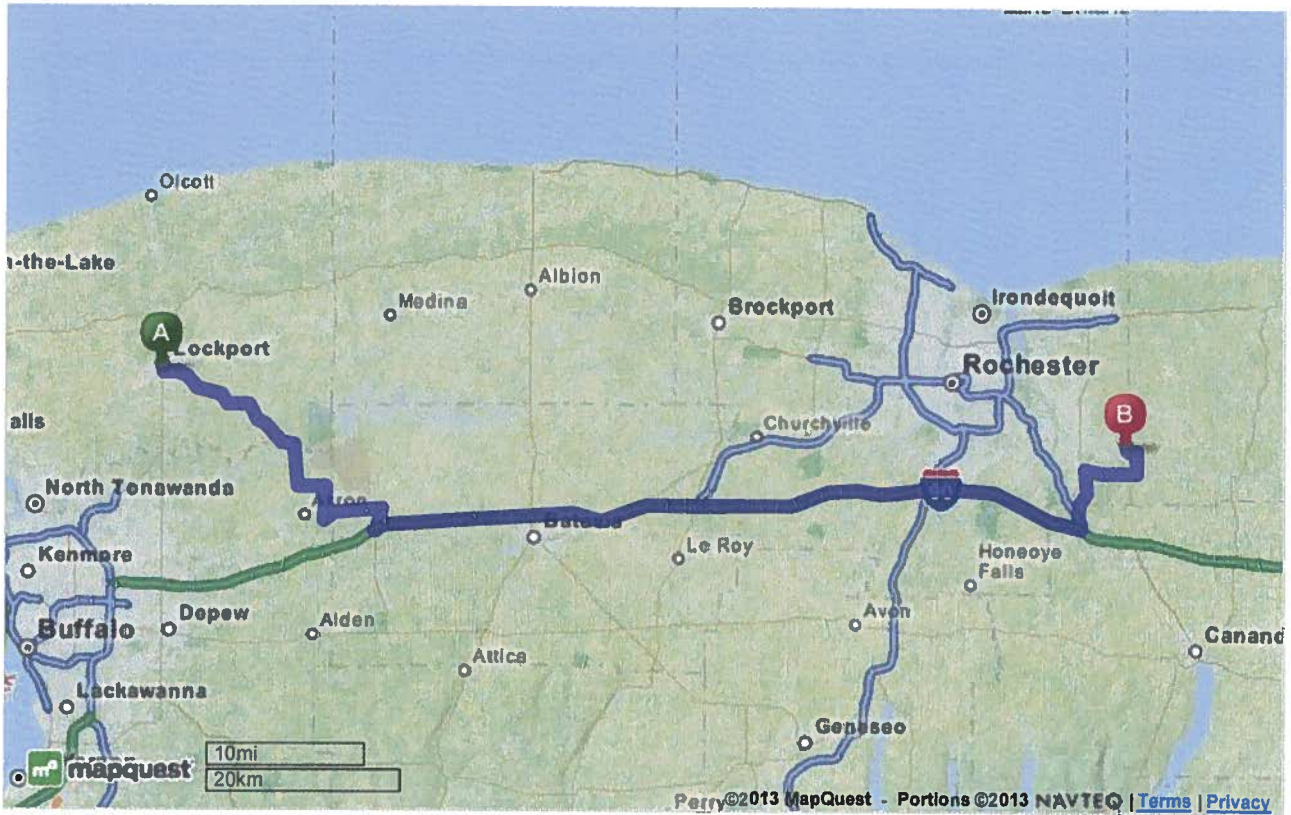 Olcott
n-the-Lake
Albion
Medina
Brockport
Irondequoit
A
Lockport
Rochester
B
alls
Churchville
North Tonawanda
Akron
Batavia
Kenmore
Le Roy
Honeoye
Falls
Depew
Alden
Avon
Buffalo
Canand
Attica
Lackawanna
Geneseo
10mi
mapquest
20km
Perry©2013 MapQuest - Portions ©2013 NAVTEQ | Terms | Privacy